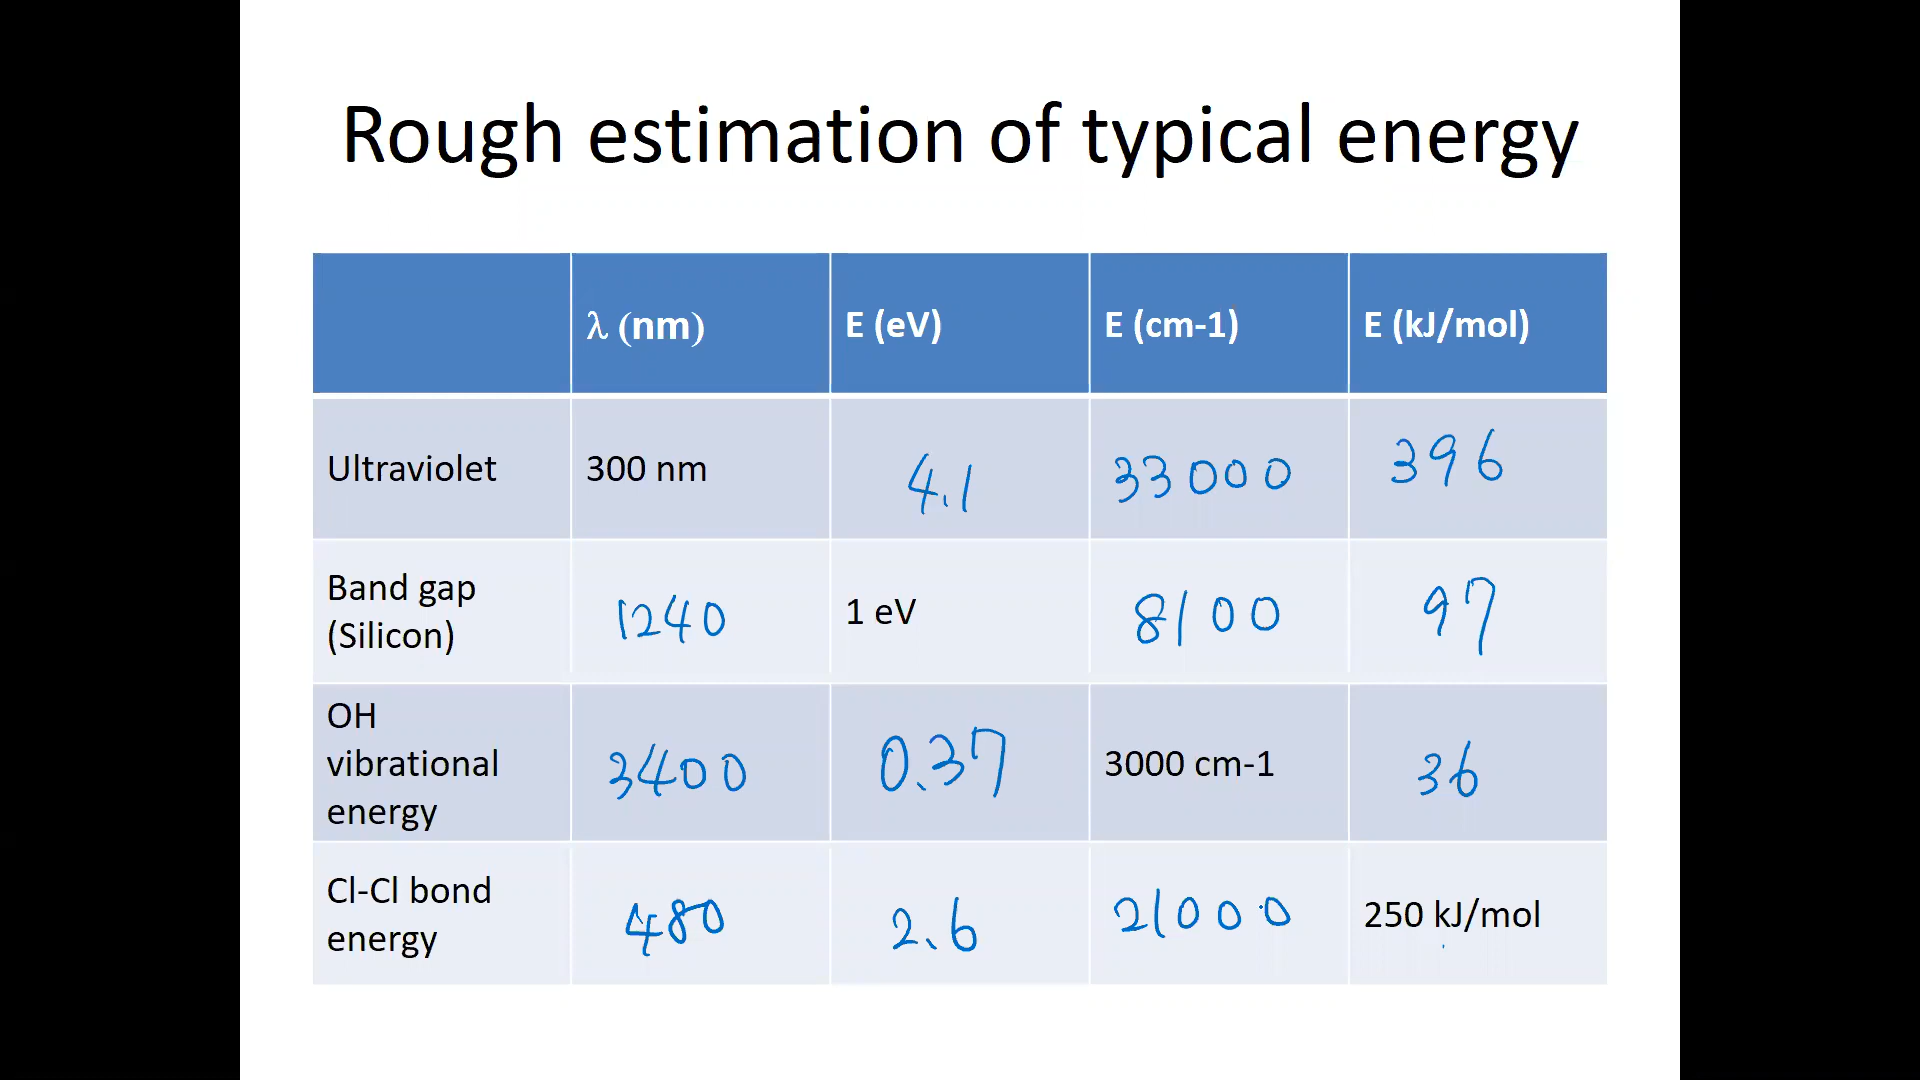 Rough estimation of typical energy
λ (nm) E (eV) E (cm-1) E (kJ/mol)
Ultraviolet 300 nm 4.1 33000 396
Band gap
(Silicon) 1240 1 eV 8100 97
OH
vibrational 3400 0.37 3000 cm-1 36
energy
Cl-Cl bond
energy 480 2.6 21000 250 kJ/mol